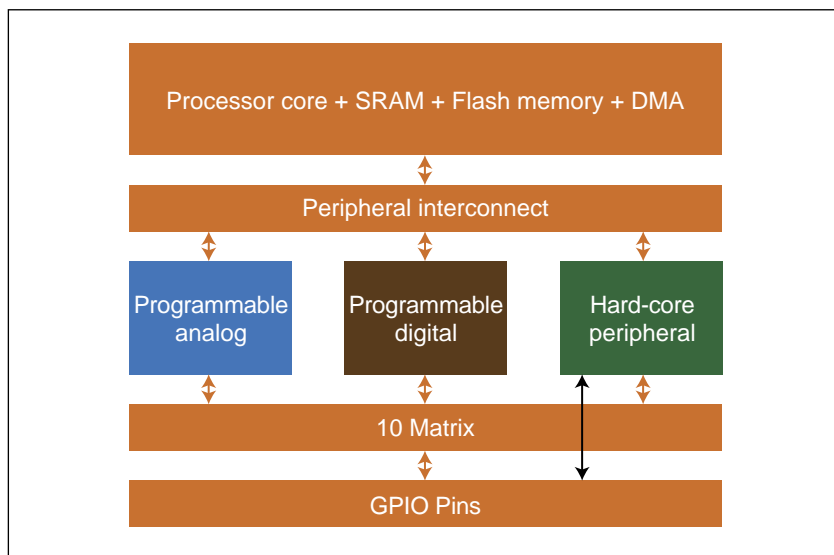 Processor core + SRAM + Flash memory + DMA
Peripheral interconnect
Programmable
analog
Programmable
digital
Hard-core
peripheral
10 Matrix
GPIO Pins